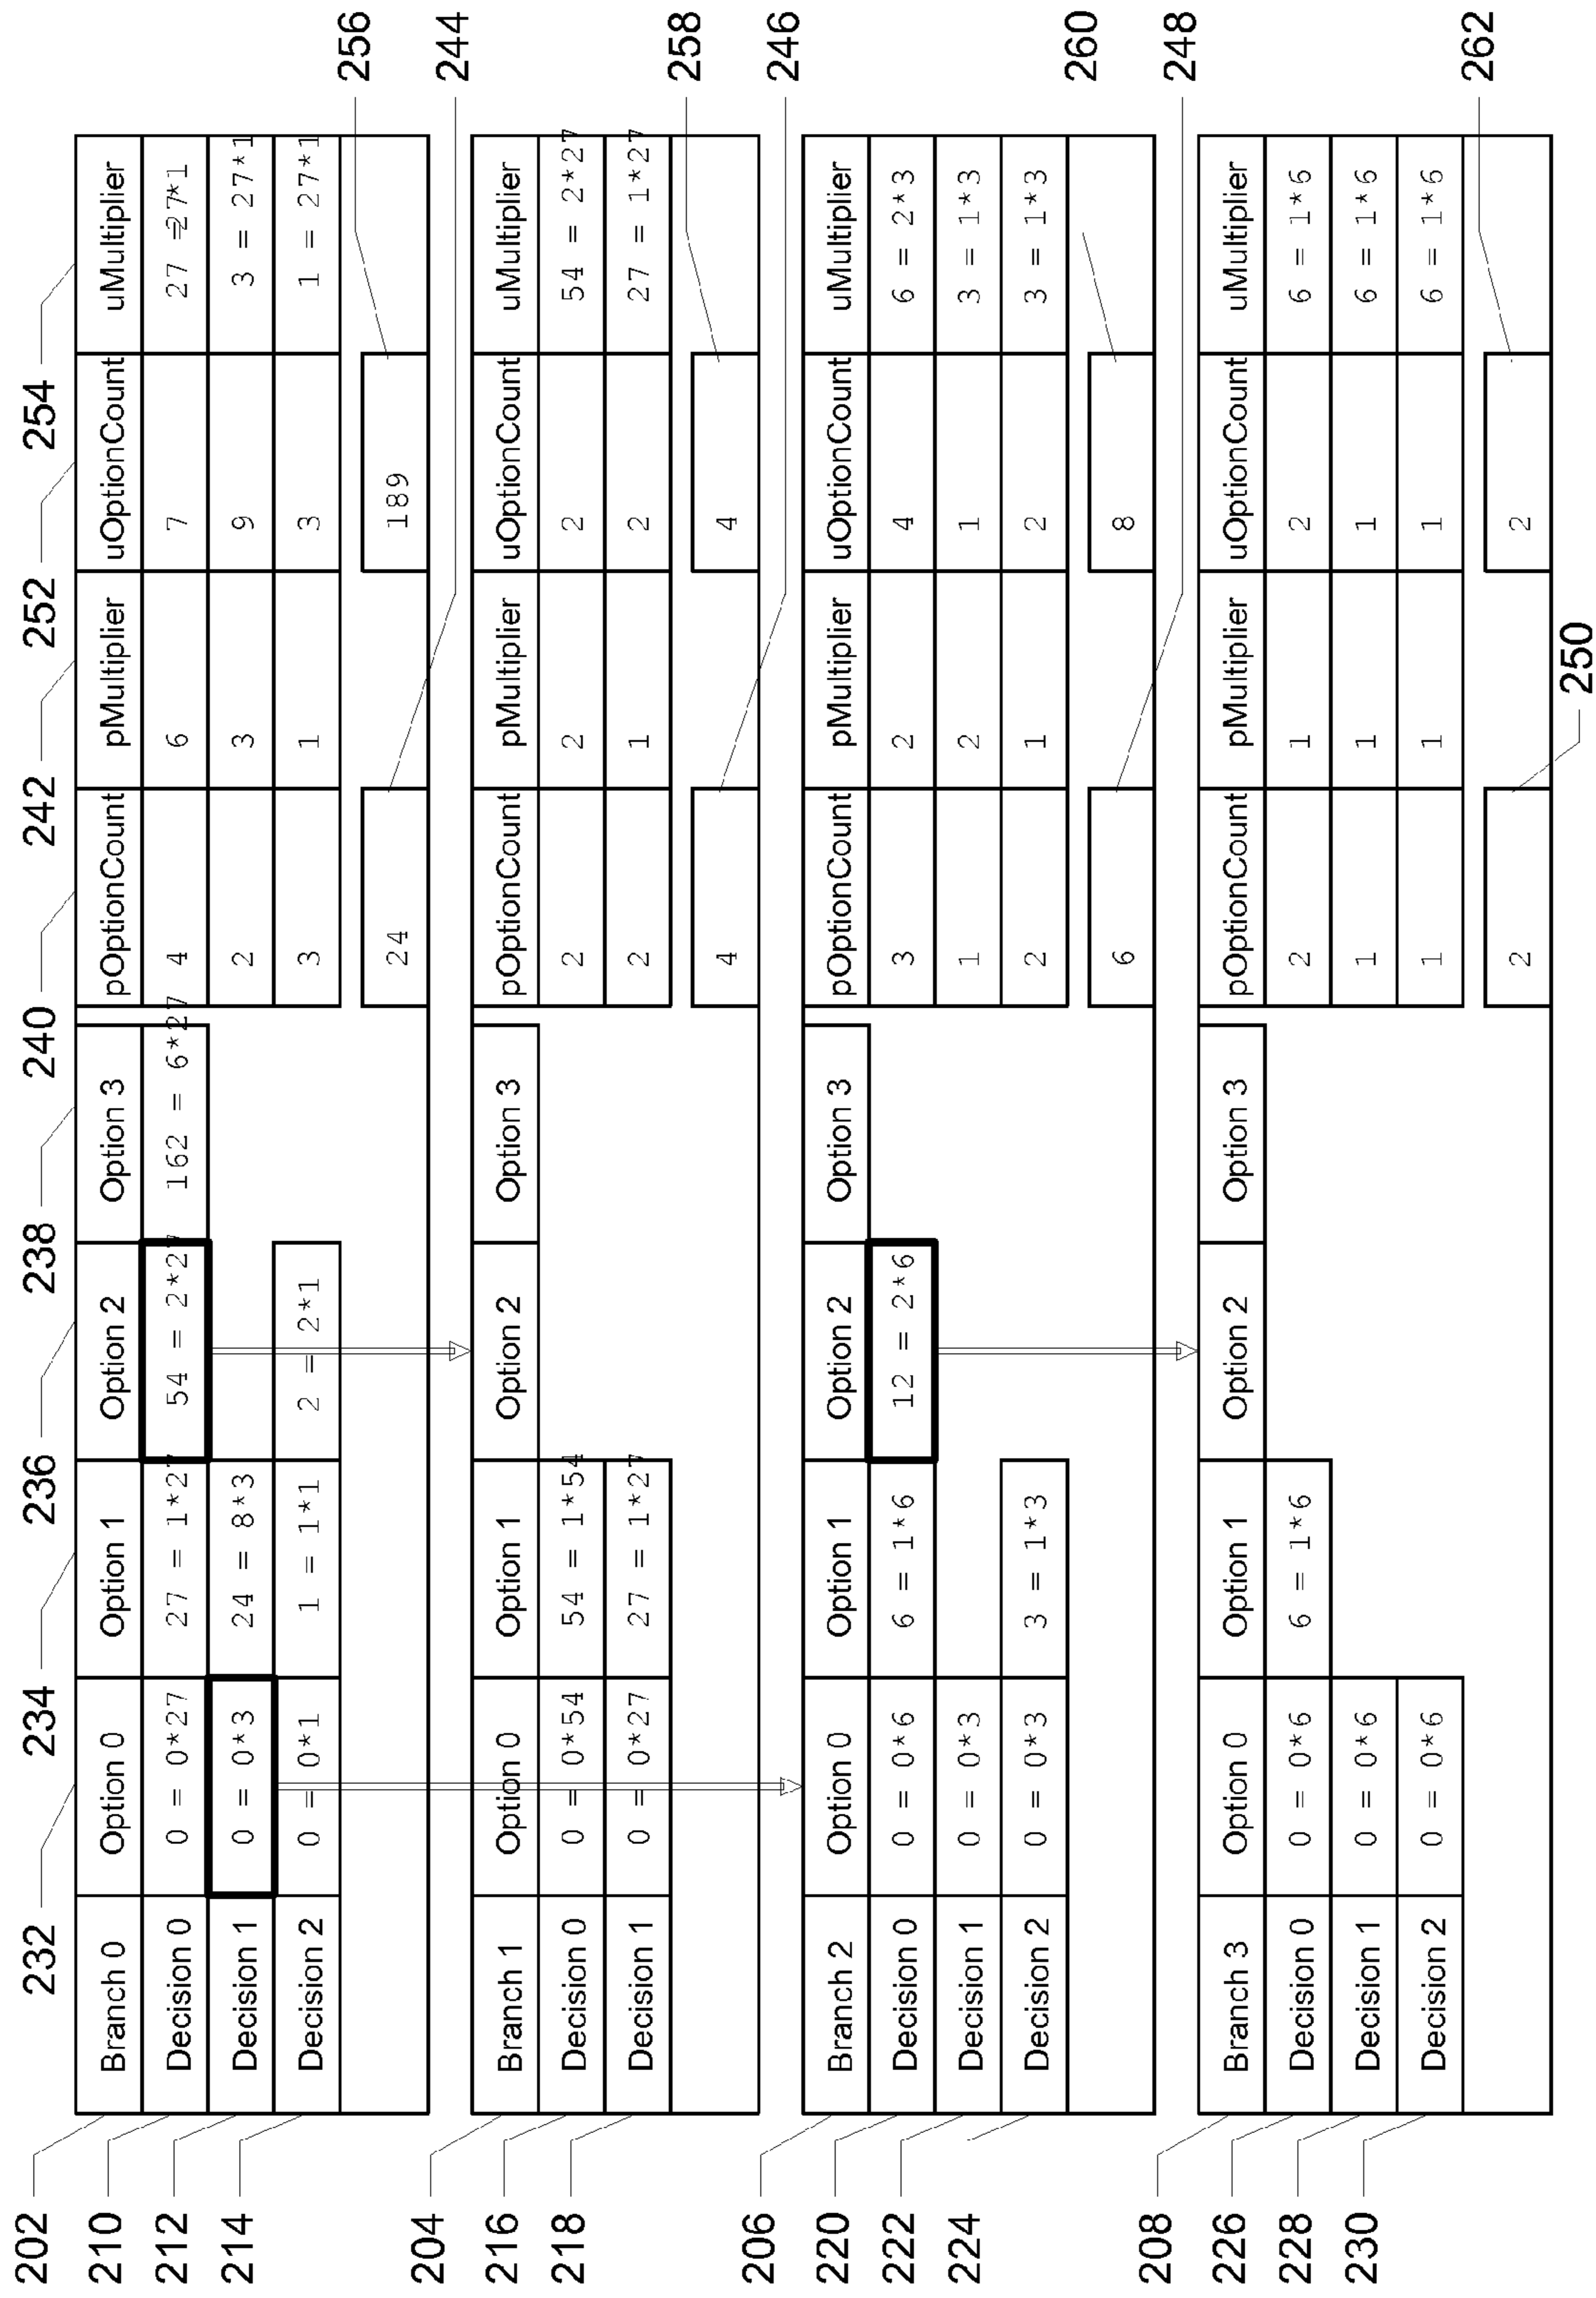 202 232 234 236 238 240 242 252 254
210 Branch 0 Option 0 Option 1 Option 2 Option 3 pOptionCount pMultiplier uOptionCount uMultiplier
212 Decision 0 0 = 0*27 27 = 1*27 54 = 2*27 162 = 6*27 4 6 7 27 =27*1
214 Decision 1 0 = 0*3 24 = 8*3 2 3 9 3 = 27*1
Decision 2 0 = 0*1 1 = 1*1 2 = 2*1 3 1 3 1 = 27*1
256
24 189
204 244
216 Branch 1 Option 0 Option 1 Option 2 Option 3 pOptionCount pMultiplier uOptionCount uMultiplier
218 Decision 0 0 = 0*54 54 = 1*54 2 2 2 54 = 2*27
Decision 1 0 = 0*27 27 = 1*27 2 1 2 27 = 1*27
258
4 4
206 246
220 Branch 2 Option 0 Option 1 Option 2 Option 3 pOptionCount pMultiplier uOptionCount uMultiplier
222 Decision 0 0 = 0*6 6 = 1*6 12 = 2*6 3 2 4 6 = 2*3
224 Decision 1 0 = 0*3 1 2 1 3 = 1*3
Decision 2 0 = 0*3 3 = 1*3 2 1 2 3 = 1*3
260
6 8
208 248
226 Branch 3 Option 0 Option 1 Option 2 Option 3 pOptionCount pMultiplier uOptionCount uMultiplier
228 Decision 0 0 = 0*6 6 = 1*6 2 1 2 6 = 1*6
230 Decision 1 0 = 0*6 1 1 1 6 = 1*6
Decision 2 0 = 0*6 1 1 1 6 = 1*6
262
2 2
250